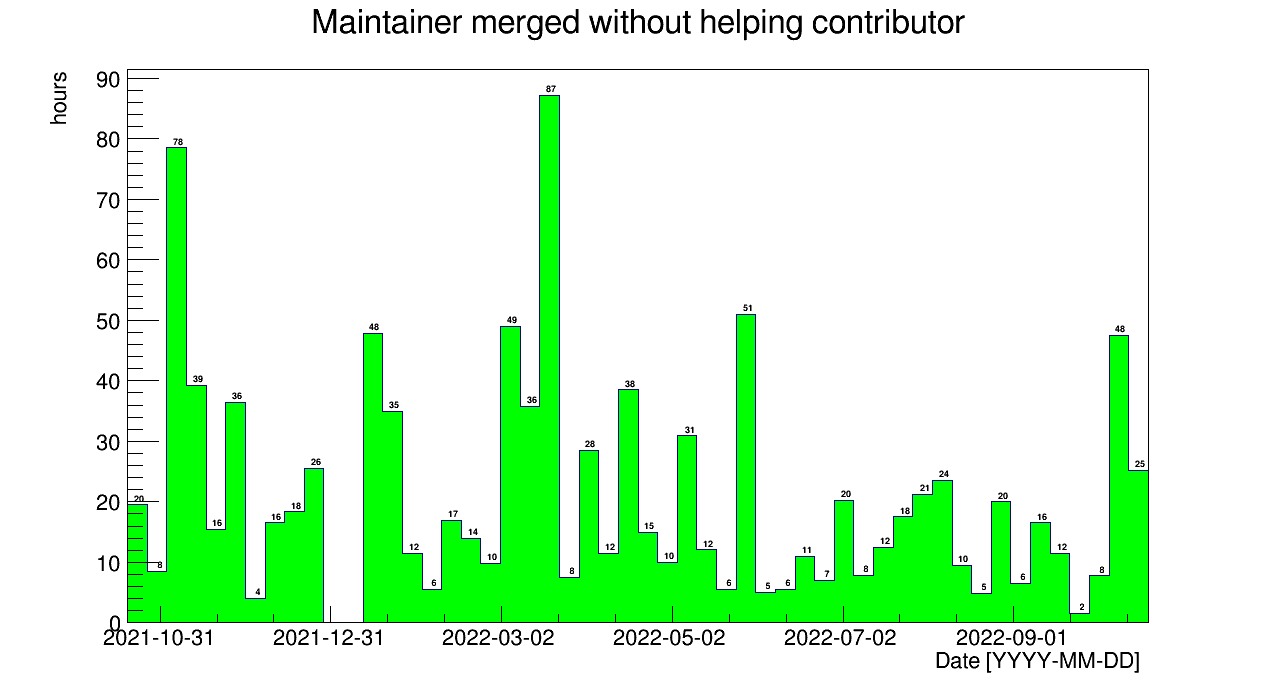 Maintainer merged without helping contributor
hours
90
80
70
60
50
40
30
20
10
0
20 8 78 39 16 36 4 16 18 26 48 35 12 6 17 14 10 49 36 87 8 28 12 38 15 10 31 12 6 51 5 6 11 7 20 8 12 18 21 24 10 5 20 6 16 12 2 8 48 25
2021-10-31 2021-12-31 2022-03-02 2022-05-02 2022-07-02 2022-09-01
Date [YYYY-MM-DD]